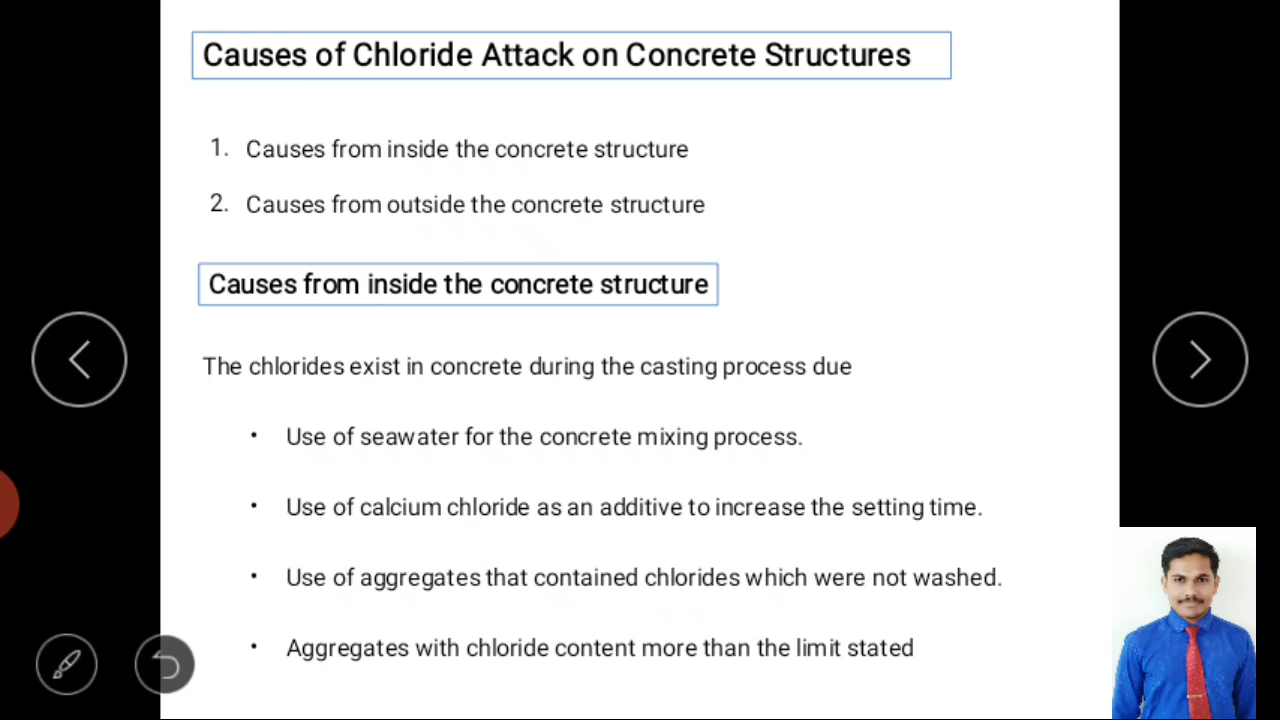 Causes of Chloride Attack on Concrete Structures
1. Causes from inside the concrete structure
2. Causes from outside the concrete structure
Causes from inside the concrete structure
The chlorides exist in concrete during the casting process due
• Use of seawater for the concrete mixing process.
• Use of calcium chloride as an additive to increase the setting time.
• Use of aggregates that contained chlorides which were not washed.
• Aggregates with chloride content more than the limit stated